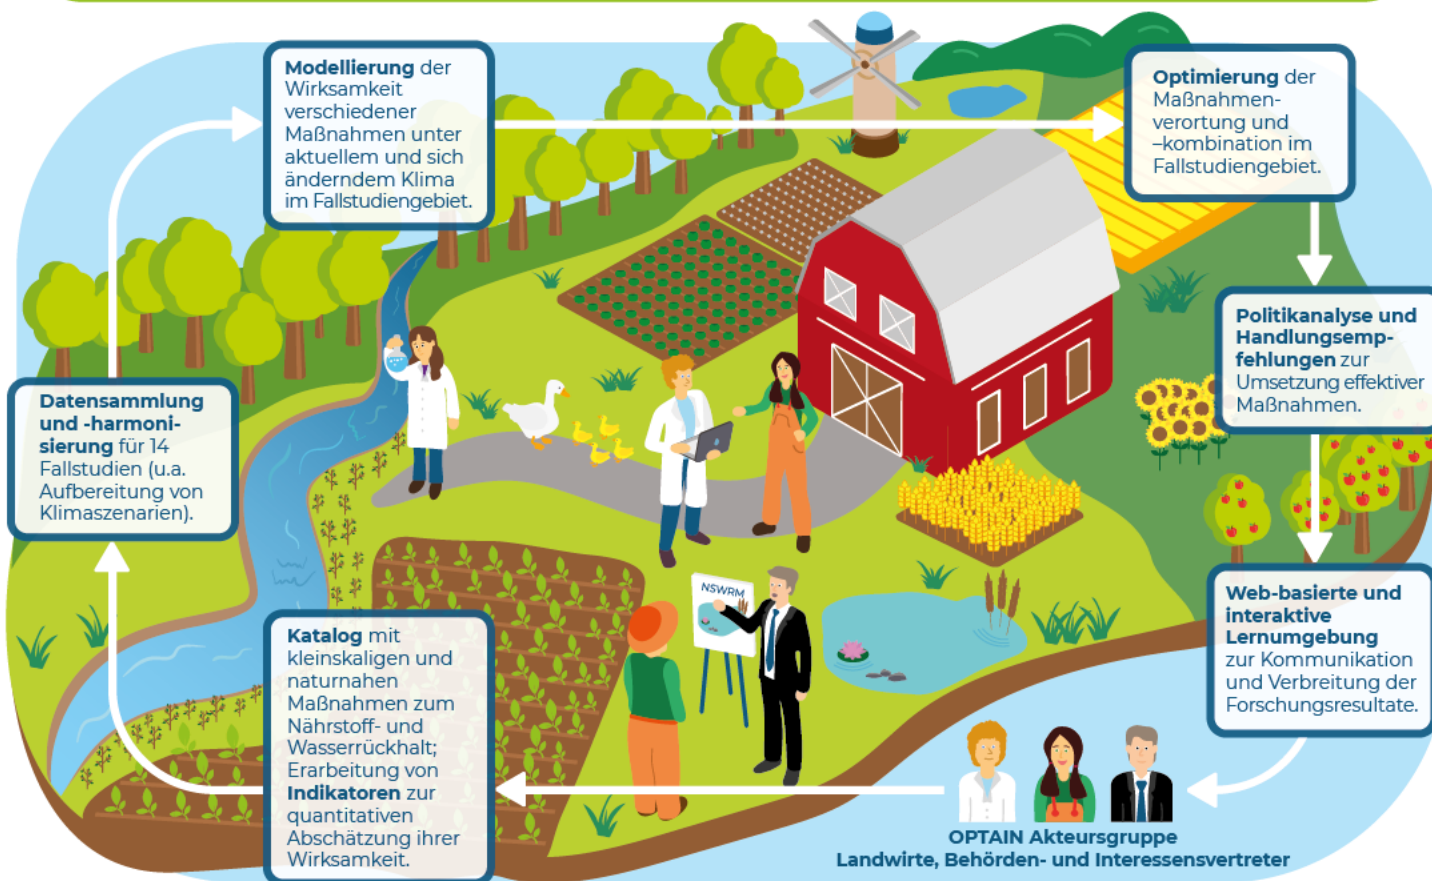 Modellierung der
Wirksamkeit
verschiedener
Maßnahmen unter
aktuellem und sich
änderndem Klima
im Fallstudiengebiet.
Optimierung der
Maßnahmen-
verortung und
–kombination im
Fallstudiengebiet.
Politikanalyse und
Handlungsemp-
fehlungen zur
Umsetzung effektiver
Maßnahmen.
Datensammlung
und -harmoni-
sierung für 14
Fallstudien (u.a.
Aufbereitung von
Klimaszenarien).
NSWRM
Web-basierte und
interaktive
Lernumgebung
zur Kommunikation
und Verbreitung der
Forschungsresultate.
Katalog mit
kleinskaligen und
naturnahen
Maßnahmen zum
Nährstoff- und
Wasserrückhalt;
Erarbeitung von
Indikatoren zur
quantitativen
Abschätzung ihrer
Wirksamkeit.
OPTAIN Akteursgruppe
Landwirte, Behörden- und Interessensvertreter